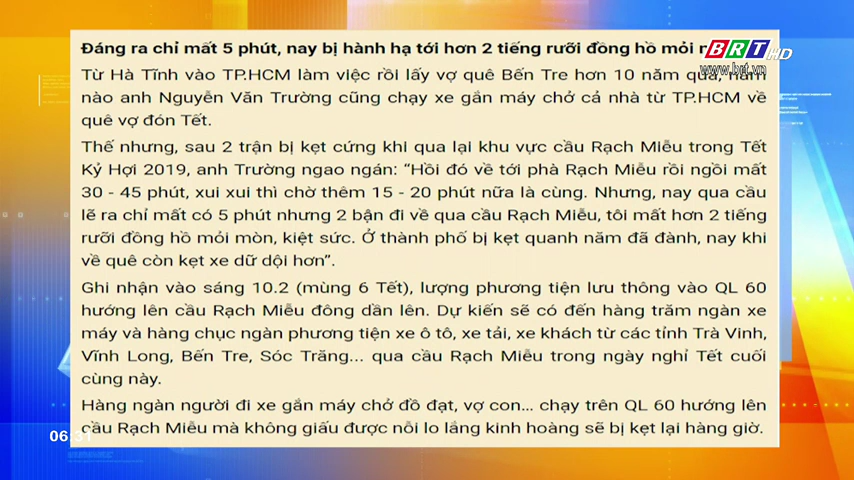 Đáng ra chỉ mất 5 phút, nay bị hành hạ tới hơn 2 tiếng rưỡi đồng hồ mỏi
BRT HD
www.brt.vn
Từ Hà Tĩnh vào TP.HCM làm việc rồi lấy vợ quê Bến Tre hơn 10 năm qua, năm
nào anh Nguyễn Văn Trường cũng chạy xe gắn máy chở cả nhà từ TP.HCM về
quê vợ đón Tết.
Thế nhưng, sau 2 trận bị kẹt cứng khi qua lại khu vực cầu Rạch Miễu trong Tết
Kỷ Hợi 2019, anh Trường ngao ngán: “Hồi đó về tới phà Rạch Miễu rồi ngồi mất
30 - 45 phút, xui xui thì chờ thêm 15 - 20 phút nữa là cùng. Nhưng, nay qua cầu
lẽ ra chỉ mất có 5 phút nhưng 2 bận đi về qua cầu Rạch Miễu, tôi mất hơn 2 tiếng
rưỡi đồng hồ mỏi mòn, kiệt sức. Ở thành phố bị kẹt quanh năm đã đành, nay khi
về quê còn kẹt xe dữ dội hơn”.
Ghi nhận vào sáng 10.2 (mùng 6 Tết), lượng phương tiện lưu thông vào QL 60
hướng lên cầu Rạch Miễu đông dần lên. Dự kiến sẽ có đến hàng trăm ngàn xe
máy và hàng chục ngàn phương tiện xe ô tô, xe tải, xe khách từ các tỉnh Trà Vinh,
Vĩnh Long, Bến Tre, Sóc Trăng... qua cầu Rạch Miễu trong ngày nghỉ Tết cuối
cùng này.
Hàng ngàn người đi xe gắn máy chở đồ đạt, vợ con... chạy trên QL 60 hướng lên
cầu Rạch Miễu mà không giấu được nỗi lo lắng kinh hoàng sẽ bị kẹt lại hàng giờ.
06:31